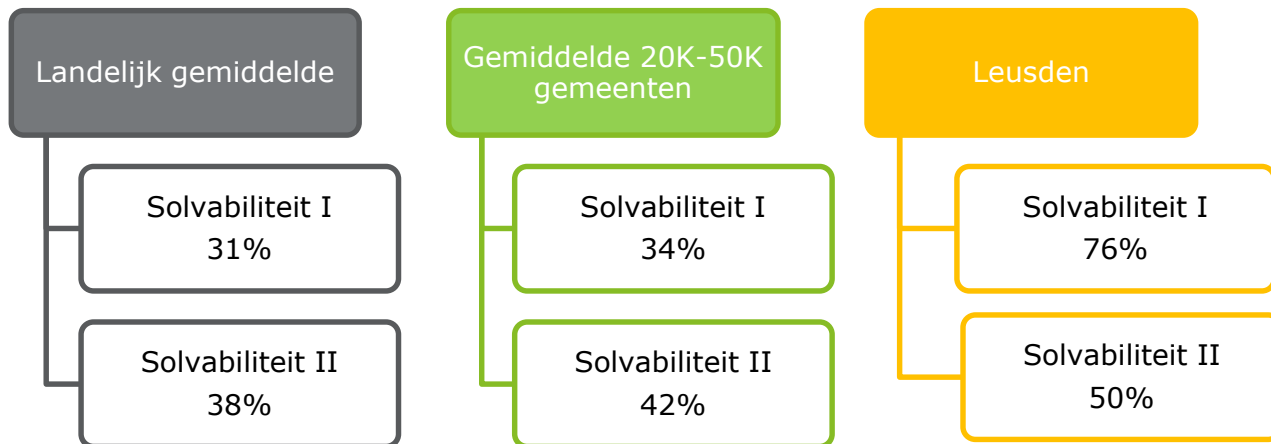 Landelijk gemiddelde
Solvabiliteit I
31%
Solvabiliteit II
38%
Gemiddelde 20K-50K
gemeenten
Solvabiliteit I
34%
Solvabiliteit II
42%
Leusden
Solvabiliteit I
76%
Solvabiliteit II
50%